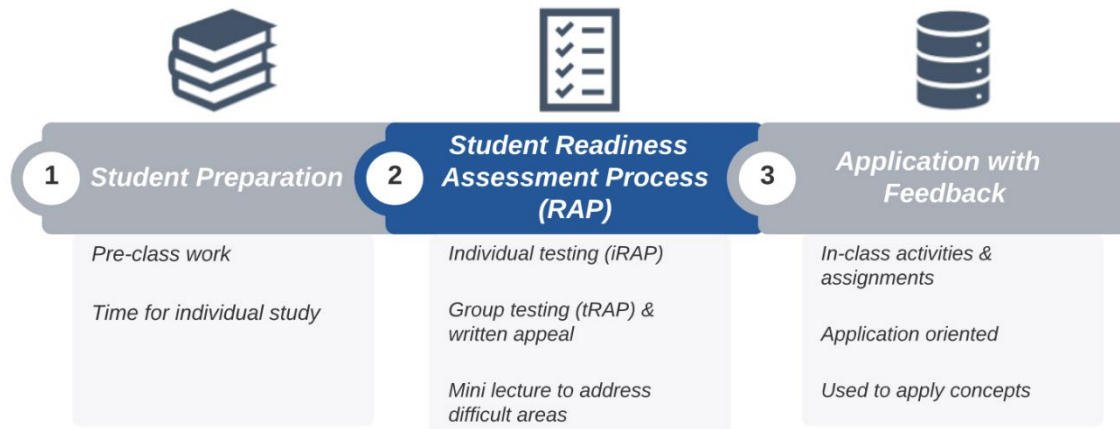 1
Student Preparation
2
Student Readiness
Assessment Process
(RAP)
3
Application with
Feedback
Pre-class work
Time for individual study
Individual testing (iRAP)
Group testing (tRAP) &
written appeal
Mini lecture to address
difficult areas
In-class activities &
assignments
Application oriented
Used to apply concepts